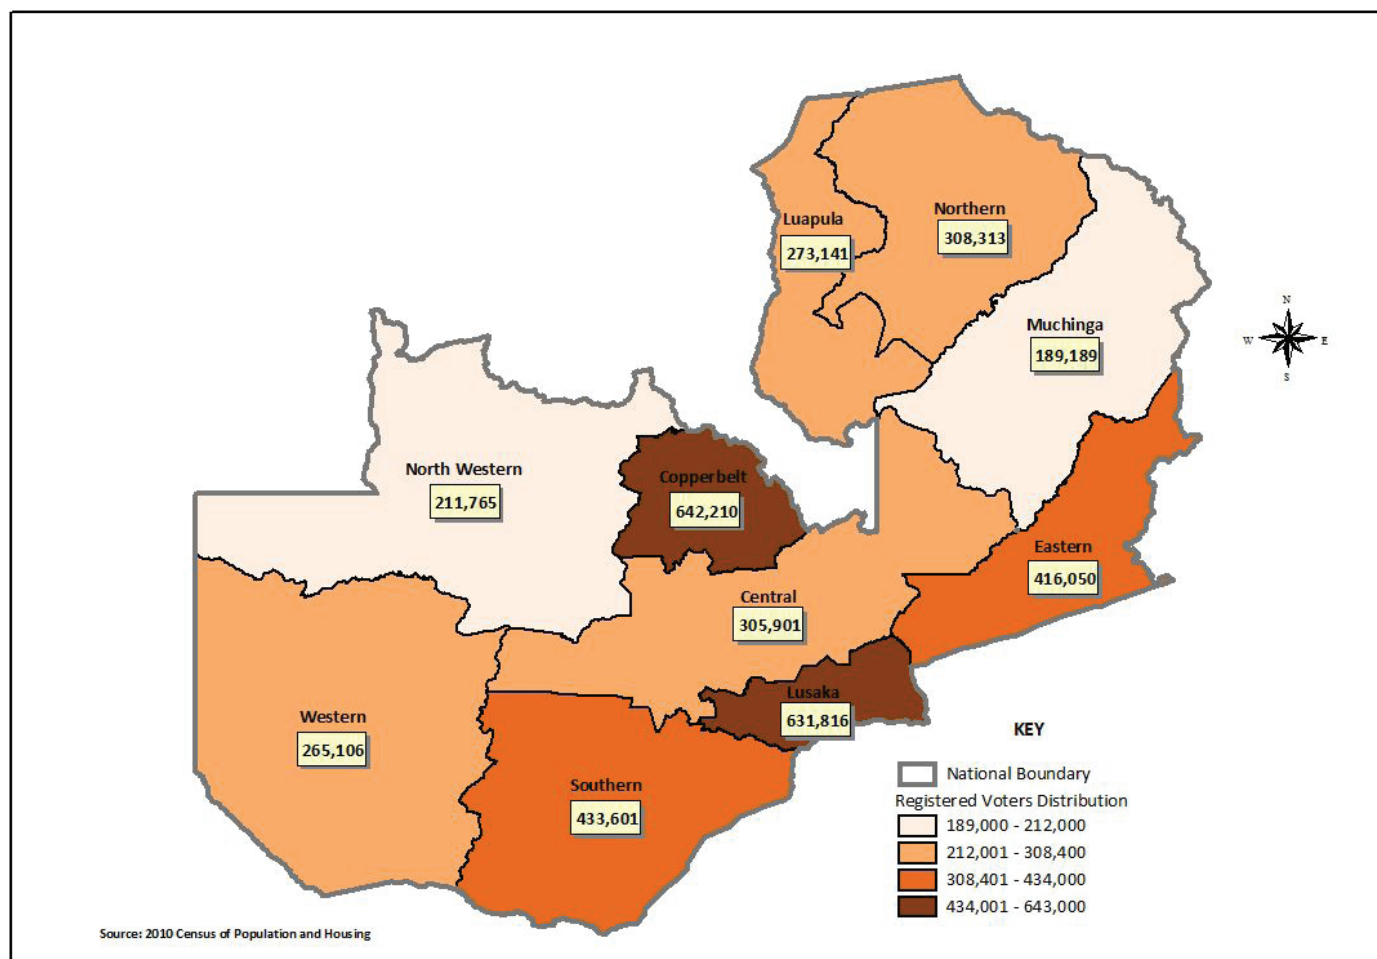 Luapula
273,141
Northern
308,313
Muchinga
189,189
N
W E
S
North Western
211,765
Copperbelt
642,210
Eastern
416,050
Central
305,901
Lusaka
631,816
Western
265,106
Southern
433,601
KEY
National Boundary
Registered Voters Distribution
189,000 - 212,000
212,001 - 308,400
308,401 - 434,000
434,001 - 643,000
Source: 2010 Census of Population and Housing